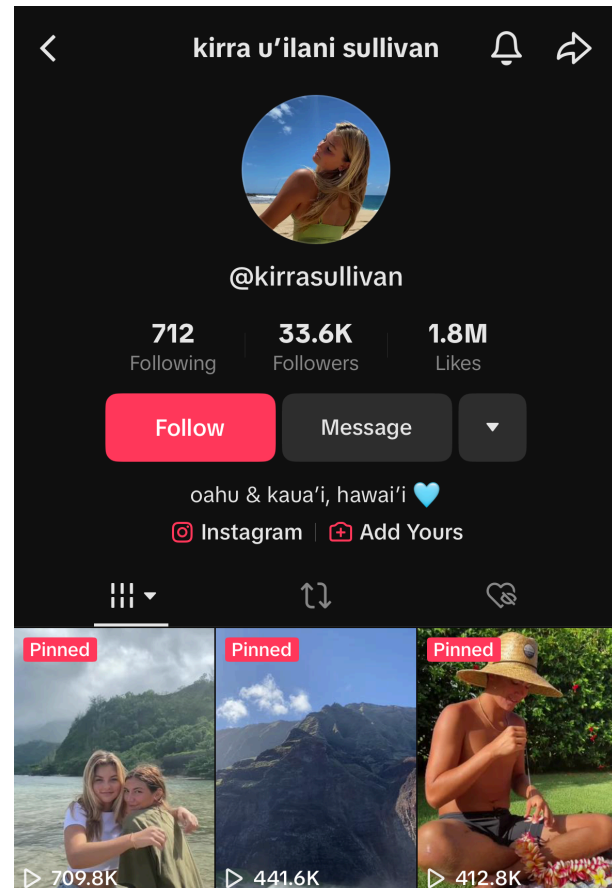 kirra uʻilani sullivan
@kirrasullivan
712 33.6K 1.8M
Following Followers Likes
Follow Message
oahu & kaua’i, hawai’i 🩵
Instagram Add Yours
Pinned Pinned Pinned
709.8K 441.6K 412.8K